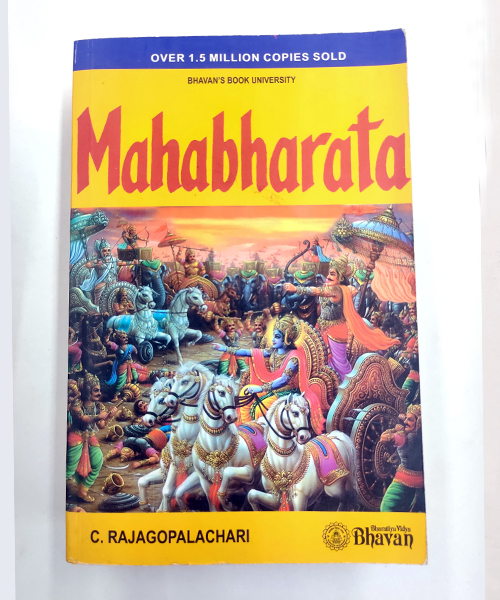 OVER 1.5 MILLION COPIES SOLD
BHAVAN'S BOOK UNIVERSITY
Mahabharata
C. RAJAGOPALACHARI
Bharatiya Vidya
Bhavan